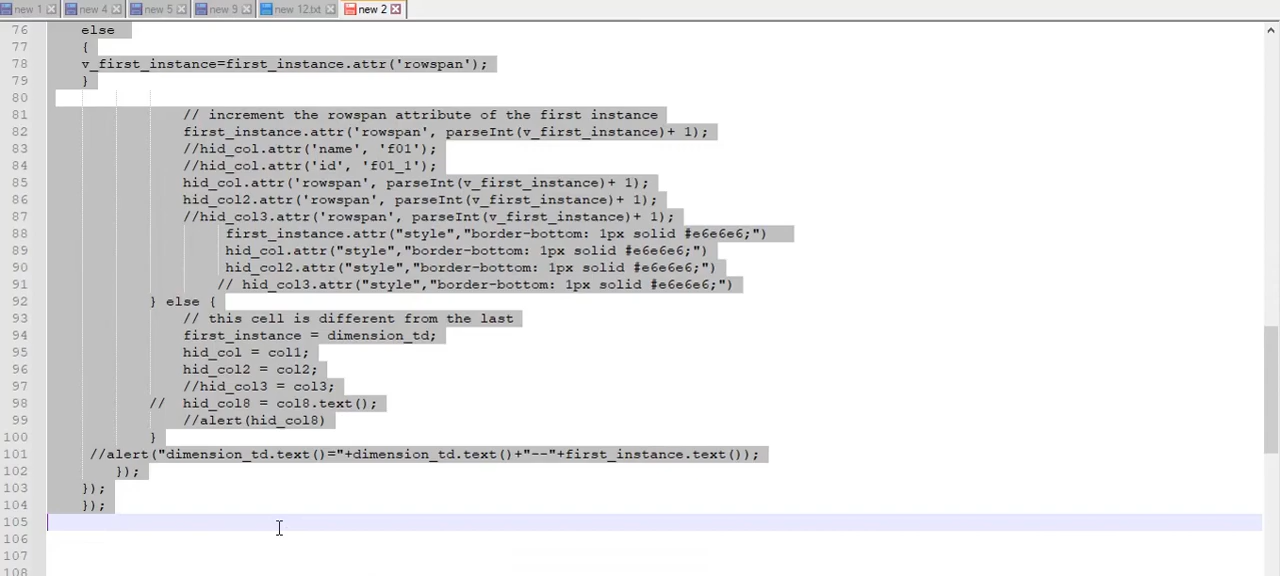 new 1 new 4 new 5 new 9 new 12.txt new 2
76 else
77 {
78 v_first_instance=first_instance.attr('rowspan');
79 }
80
81 // increment the rowspan attribute of the first instance
82 first_instance.attr('rowspan', parseInt(v_first_instance)+ 1);
83 //hid_col.attr('name', 'f01');
84 //hid_col.attr('id', 'f01_1');
85 hid_col.attr('rowspan', parseInt(v_first_instance)+ 1);
86 hid_col2.attr('rowspan', parseInt(v_first_instance)+ 1);
87 //hid_col3.attr('rowspan', parseInt(v_first_instance)+ 1);
88 first_instance.attr("style","border-bottom: 1px solid #e6e6e6;")
89 hid_col.attr("style","border-bottom: 1px solid #e6e6e6;")
90 hid_col2.attr("style","border-bottom: 1px solid #e6e6e6;")
91 // hid_col3.attr("style","border-bottom: 1px solid #e6e6e6;")
92 } else {
93 // this cell is different from the last
94 first_instance = dimension_td;
95 hid_col = col1;
96 hid_col2 = col2;
97 //hid_col3 = col3;
98 // hid_col8 = col8.text();
99 //alert(hid_col8)
100 }
101 //alert("dimension_td.text()="+dimension_td.text()+"--"+first_instance.text());
102 });
103 });
104 });
105
106
107
108